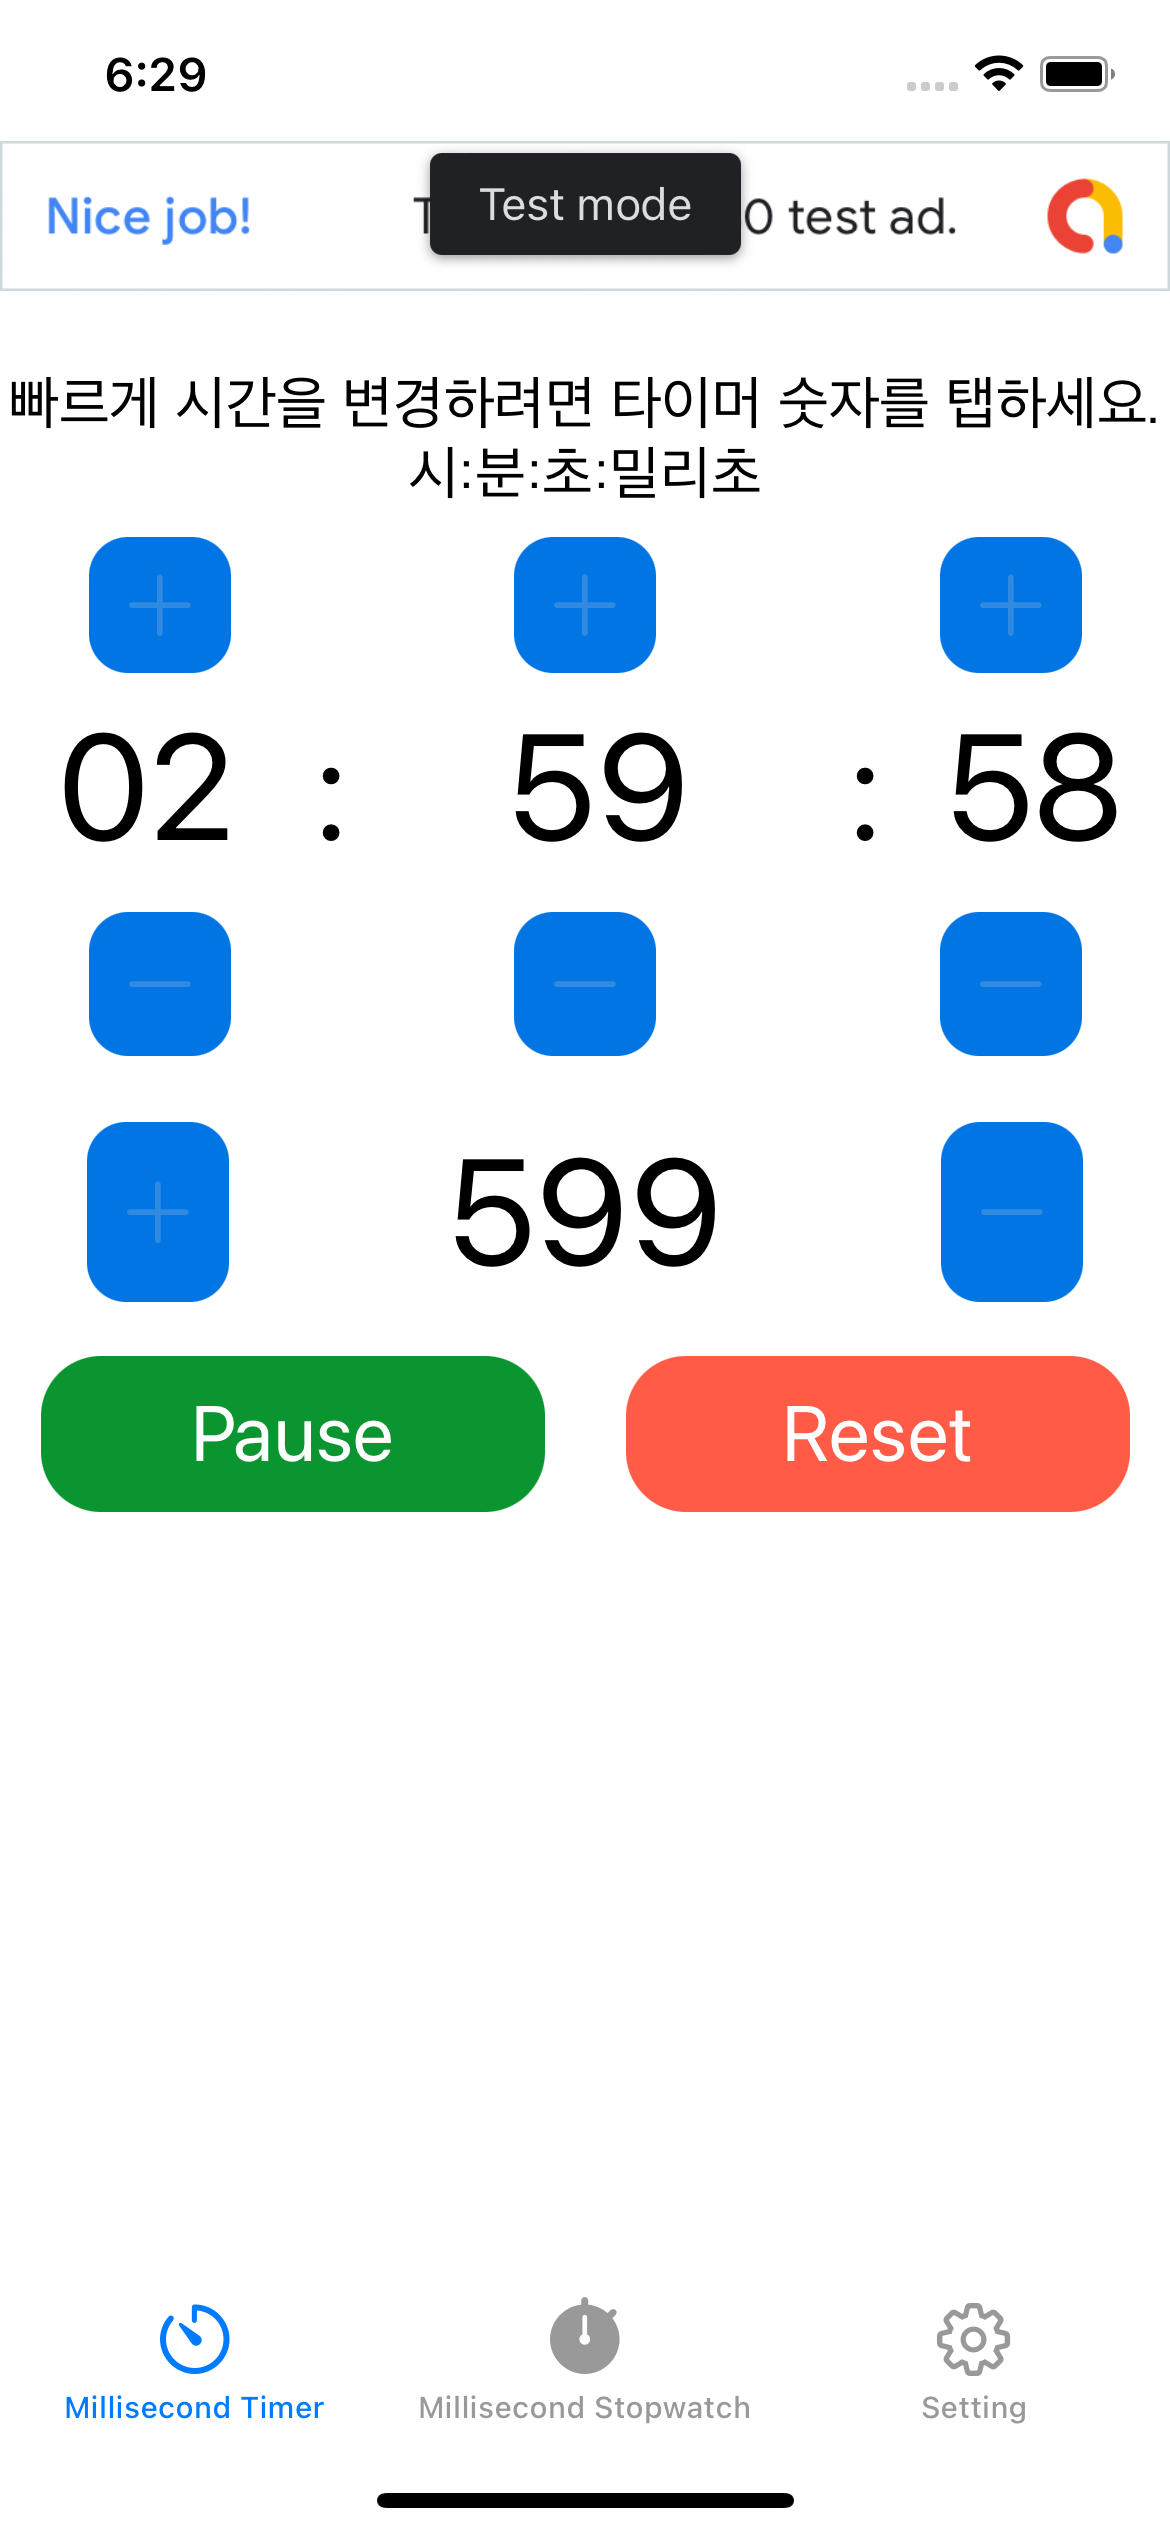 6:29
Nice job!
Test mode
0 test ad.
빠르게 시간을 변경하려면 타이머 숫자를 탭하세요.
시:분:초:밀리초
02 : 59 : 58
599
Pause
Reset
Millisecond Timer
Millisecond Stopwatch
Setting